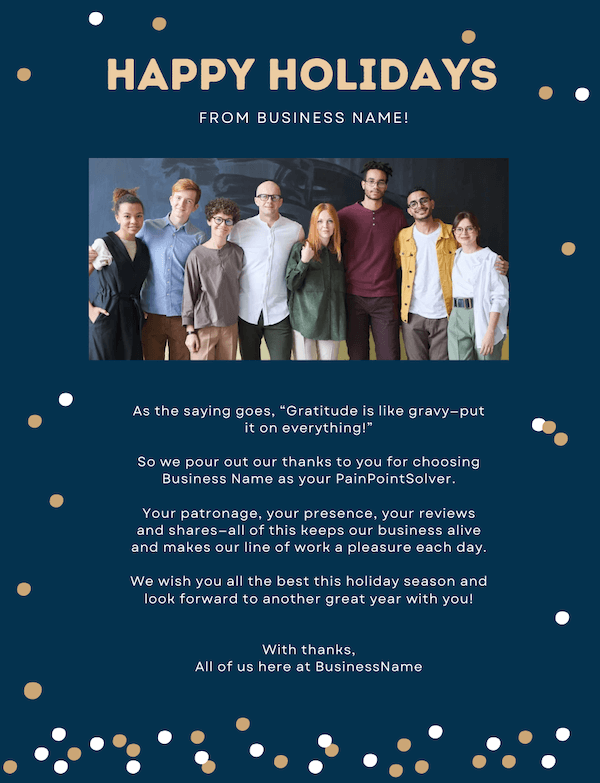 HAPPY HOLIDAYS
FROM BUSINESS NAME!
As the saying goes, “Gratitude is like gravy—put
it on everything!”
So we pour out our thanks to you for choosing
Business Name as your PainPointSolver.
Your patronage, your presence, your reviews
and shares—all of this keeps our business alive
and makes our line of work a pleasure each day.
We wish you all the best this holiday season and
look forward to another great year with you!
With thanks,
All of us here at BusinessName